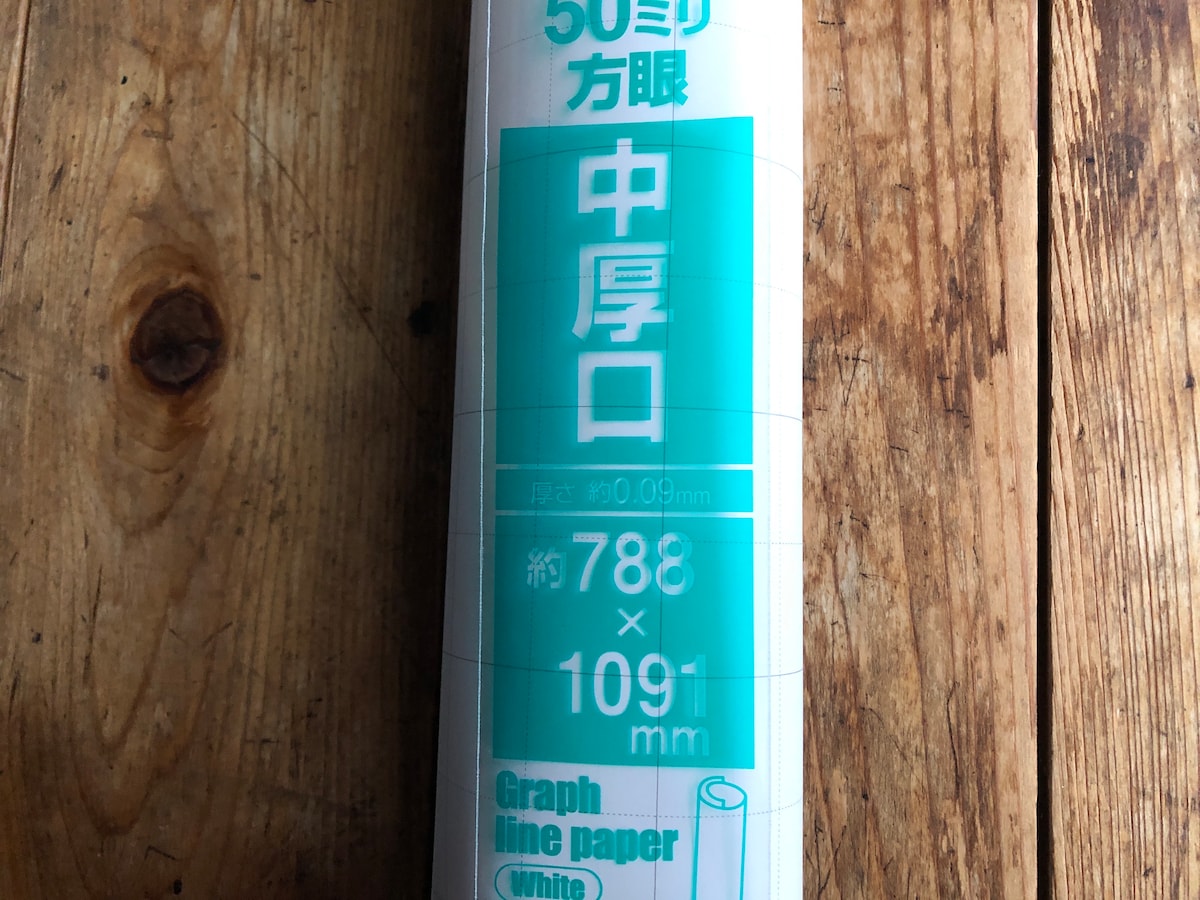 50ミリ
方眼
中厚口
厚さ 約0.09mm
約788
×
1091
mm
Graph
line paper
White